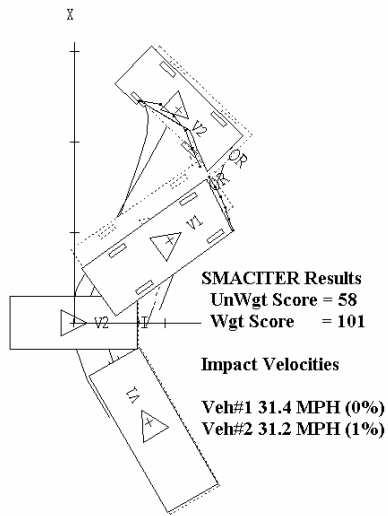 X
V2
OR
OR
V1
V2
I
V1
SMACITER Results
UnWgt Score = 58
Wgt Score = 101
Impact Velocities
Veh#1 31.4 MPH (0%)
Veh#2 31.2 MPH (1%)